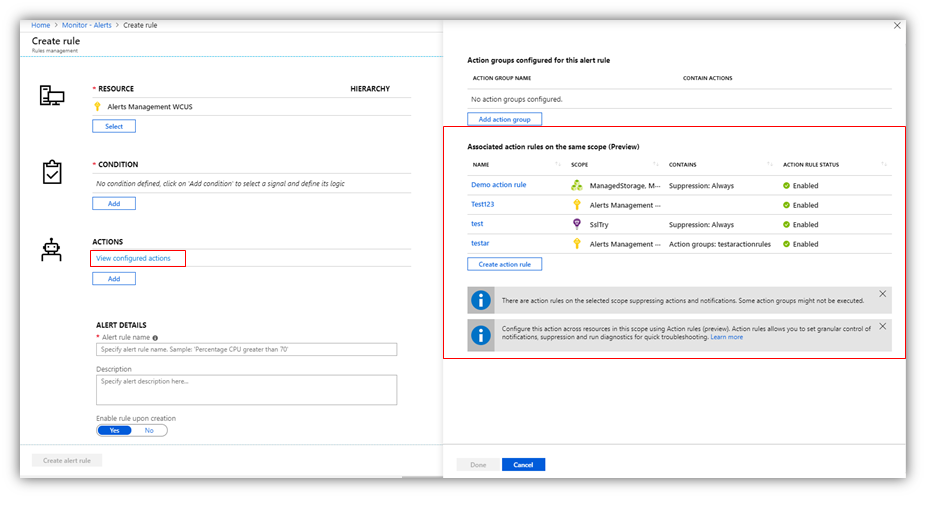 Home > Monitor - Alerts > Create rule
Create rule
Rules management
* RESOURCE HIERARCHY
Alerts Management WCUS
Select
* CONDITION
No condition defined, click on 'Add condition' to select a signal and define its logic
Add
ACTIONS
View configured actions
Add
ALERT DETAILS
* Alert rule name
Specify alert rule name. Sample: 'Percentage CPU greater than 70'
Description
Specify alert description here...
Enable rule upon creation
Yes No
Create alert rule
Action groups configured for this alert rule
ACTION GROUP NAME CONTAIN ACTIONS
No action groups configured.
Add action group
Associated action rules on the same scope (Preview)
NAME SCOPE CONTAINS ACTION RULE STATUS
Demo action rule ManagedStorage, M... Suppression: Always Enabled
Test123 Alerts Management ... Enabled
test SslTry Suppression: Always Enabled
testar Alerts Management ... Action groups: testaractionrules Enabled
Create action rule
There are action rules on the selected scope suppressing actions and notifications. Some action groups might not be executed.
Configure this action across resources in this scope using Action rules (preview). Action rules allows you to set granular control of
notifications, suppression and run diagnostics for quick troubleshooting. Learn more
Done Cancel